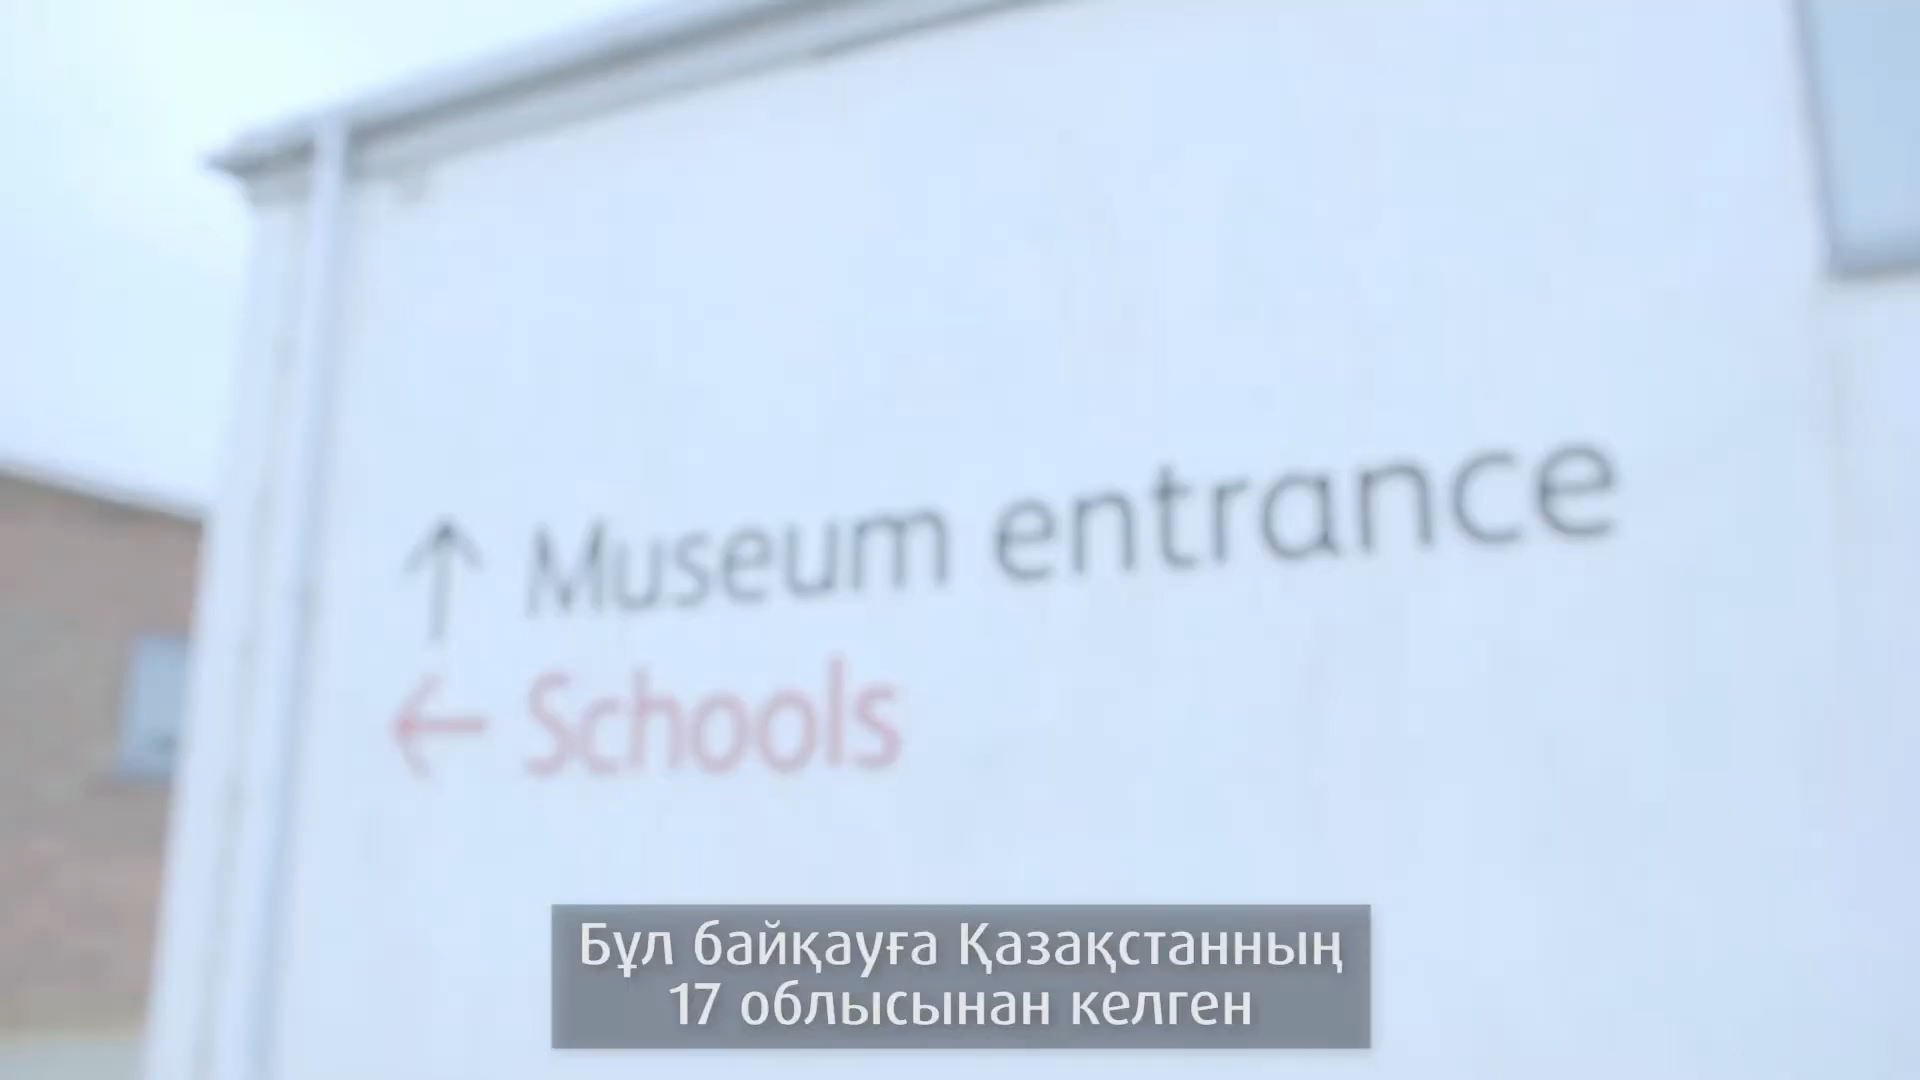 ↑ Museum entrance
← Schools
Бұл байқауға Қазақстанның
17 облысынан келген